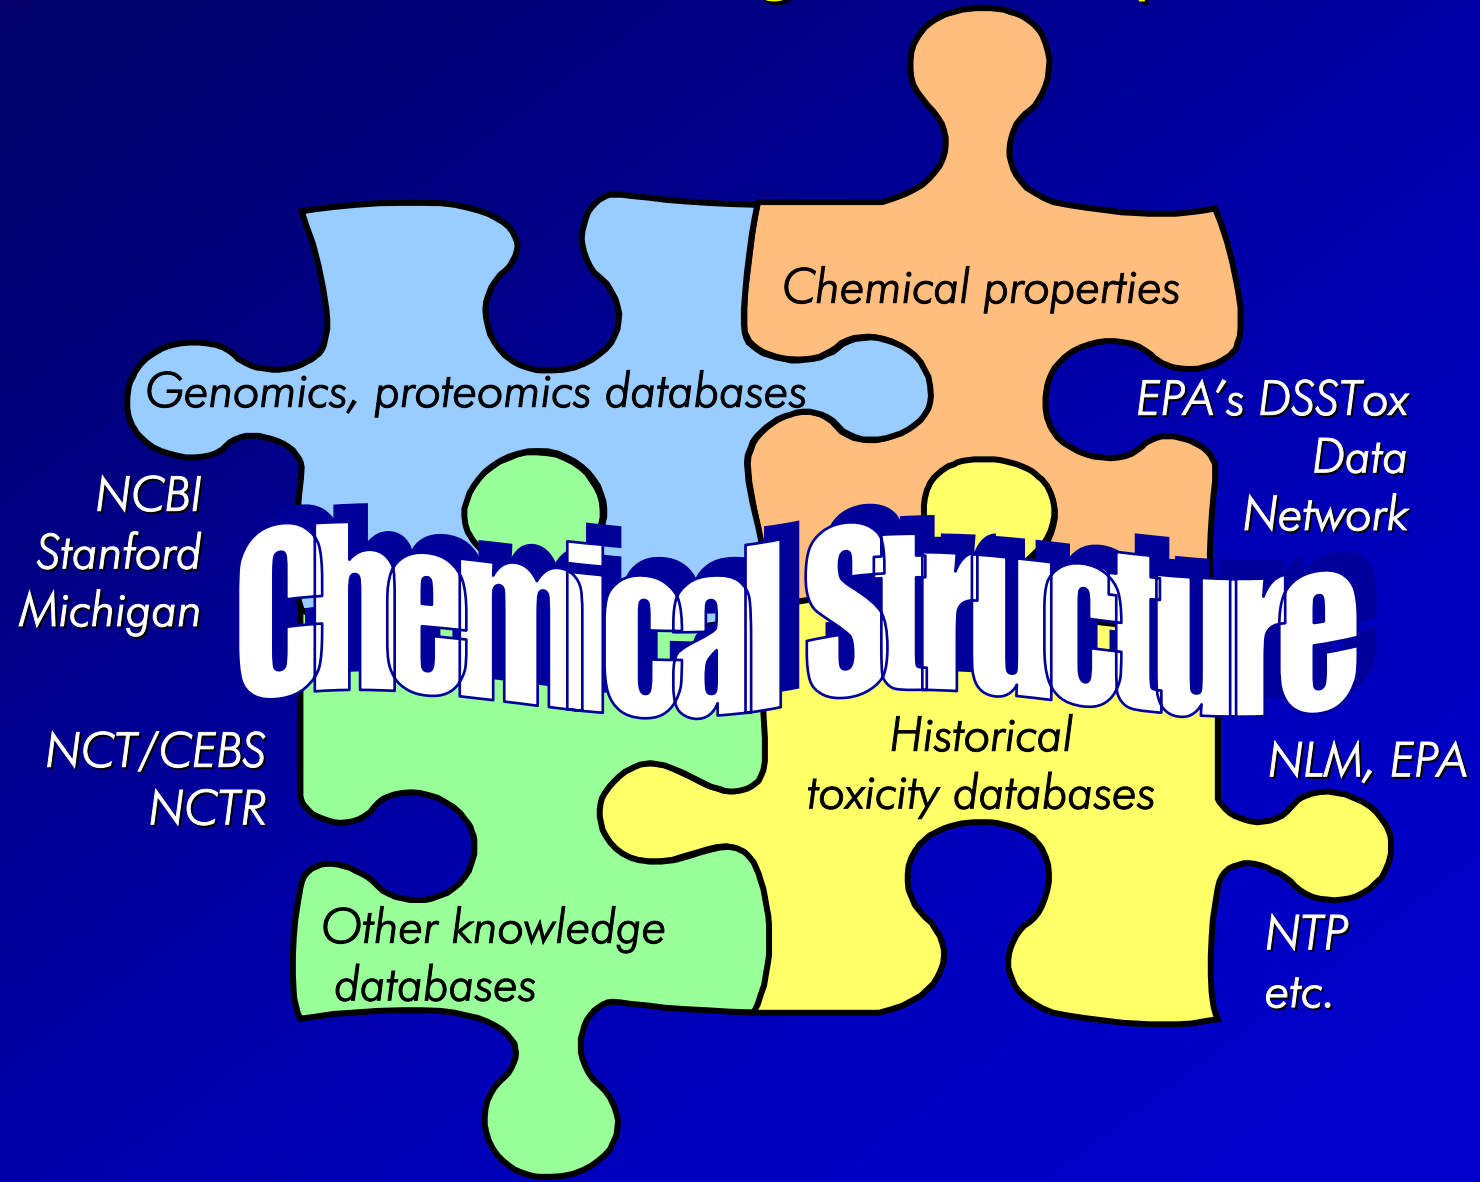 Chemical properties
Genomics, proteomics databases
EPA’s DSSTox
Data
Network
NCBI
Stanford
Michigan
Chemical Structure
Historical
toxicity databases
NCT/CEBS
NCTR
NLM, EPA
Other knowledge
databases
NTP
etc.